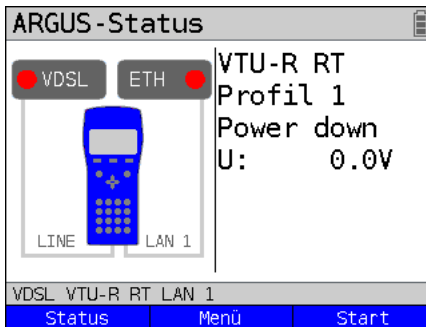 ARGUS-Status
VDSL ETH
LINE LAN 1
VTU-R RT
Profil 1
Power down
U: 0.0V
VDSL VTU-R RT LAN 1
Status Menü Start